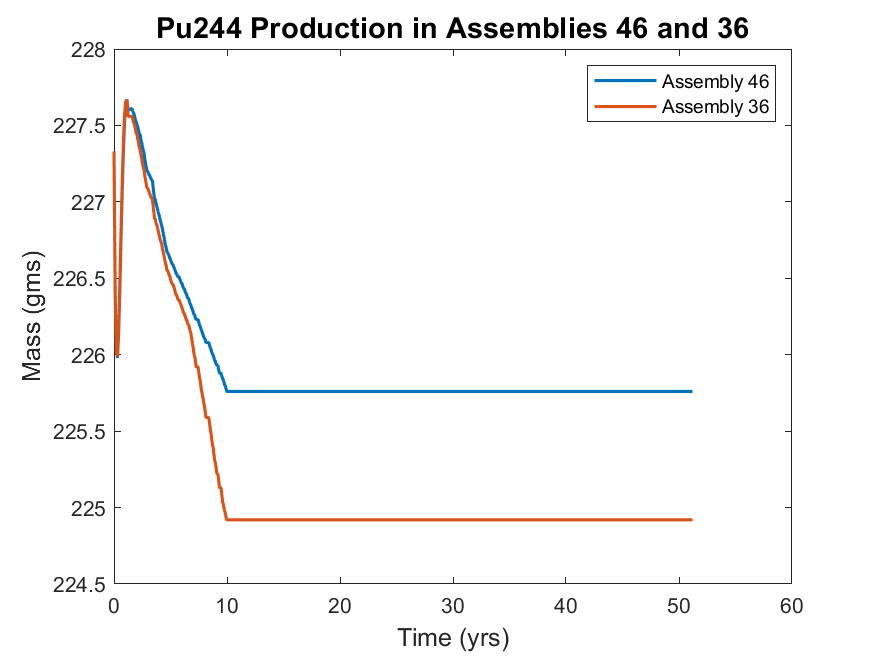 Pu244 Production in Assemblies 46 and 36
228
227.5
227
226.5
226
225.5
225
224.5
Mass (gms)
Assembly 46
Assembly 36
0 10 20 30 40 50 60
Time (yrs)